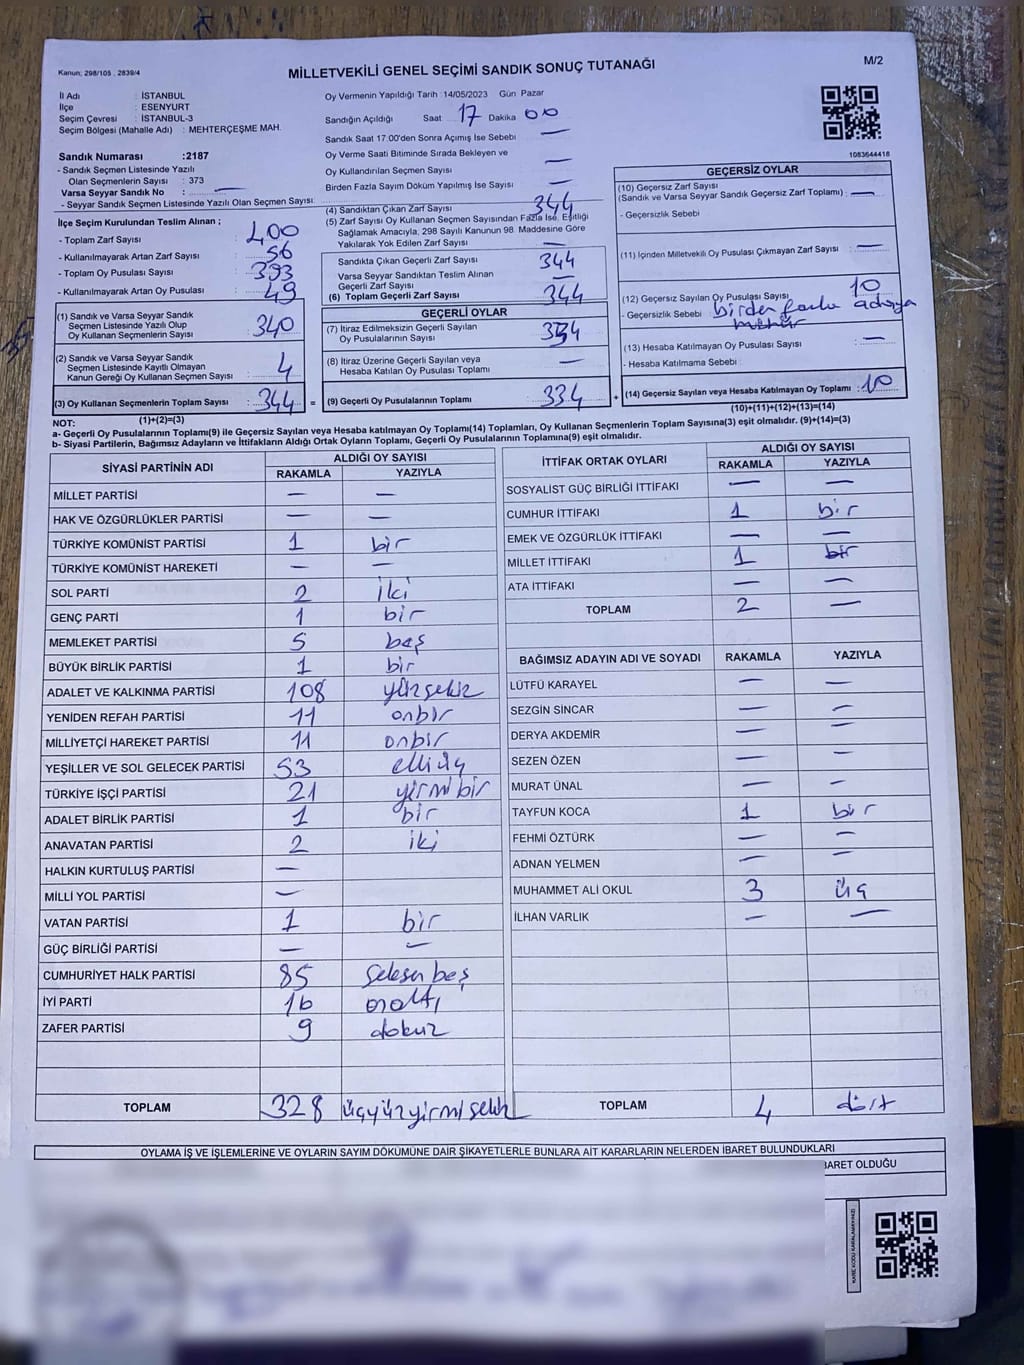 Kanun; 298/105 , 2839/4
MİLLETVEKİLİ GENEL SEÇİMİ SANDIK SONUÇ TUTANAĞI
M/2
İl Adı : İSTANBUL
İlçe : ESENYURT
Seçim Çevresi : İSTANBUL-3
Seçim Bölgesi (Mahalle Adı) : MEHTERÇEŞME MAH.
Sandık Numarası :2187
- Sandık Seçmen Listesinde Yazılı
Olan Seçmenlerin Sayısı : 373
Varsa Seyyar Sandık No : —
- Seyyar Sandık Seçmen Listesinde Yazılı Olan Seçmen Sayısı:
Oy Vermenin Yapıldığı Tarih :14/05/2023 Gün Pazar
Sandığın Açıldığı Saat 17 Dakika 00
Sandık Saat 17:00'den Sonra Açımış İse Sebebi : —
Oy Verme Saati Bitiminde Sırada Bekleyen ve
Oy Kullandırılan Seçmen Sayısı : —
Birden Fazla Sayım Döküm Yapılmış İse Sayısı : —
1083644418
İlçe Seçim Kurulundan Teslim Alınan ;
- Toplam Zarf Sayısı : 400
- Kullanılmayarak Artan Zarf Sayısı : 56
- Toplam Oy Pusulası Sayısı : 393
- Kullanılmayarak Artan Oy Pusulası : 49
(1) Sandık ve Varsa Seyyar Sandık
Seçmen Listesinde Yazılı Olup
Oy Kullanan Seçmenlerin Sayısı : 340
(2) Sandık ve Varsa Seyyar Sandık
Seçmen Listesinde Kayıtlı Olmayan
Kanun Gereği Oy Kullanan Seçmen Sayısı : 4
(3) Oy Kullanan Seçmenlerin Toplam Sayısı : 344 =
(1)+(2)=(3)
(4) Sandıktan Çıkan Zarf Sayısı : 344
(5) Zarf Sayısı Oy Kullanan Seçmen Sayısından Fazla İse, Eşitliği
Sağlamak Amacıyla, 298 Sayılı Kanunun 98. Maddesine Göre
Yakılarak Yok Edilen Zarf Sayısı : —
Sandıkta Çıkan Geçerli Zarf Sayısı : 344
Varsa Seyyar Sandıktan Teslim Alınan
Geçerli Zarf Sayısı : —
(6) Toplam Geçerli Zarf Sayısı : 344
GEÇERLİ OYLAR
(7) İtiraz Edilmeksizin Geçerli Sayılan
Oy Pusulalarının Sayısı : 334
(8) İtiraz Üzerine Geçerli Sayılan veya
Hesaba Katılan Oy Pusulası Toplamı : —
(9) Geçerli Oy Pusulalarının Toplamı : 334 +
GEÇERSİZ OYLAR
(10) Geçersiz Zarf Sayısı
(Sandık ve Varsa Seyyar Sandık Geçersiz Zarf Toplamı) : —
- Geçersizlik Sebebi
(11) İçinden Milletvekili Oy Pusulası Çıkmayan Zarf Sayısı : —
(12) Geçersiz Sayılan Oy Pusulası Sayısı : 10
- Geçersizlik Sebebi : birden fazla adaya
mühür
(13) Hesaba Katılmayan Oy Pusulası Sayısı : —
- Hesaba Katılmama Sebebi :
(14) Geçersiz Sayılan veya Hesaba Katılmayan Oy Toplamı : 10
(10)+(11)+(12)+(13)=(14)
NOT:
a- Geçerli Oy Pusulalarının Toplamı(9) ile Geçersiz Sayılan veya Hesaba Katılmayan Oy Toplamı(14) Toplamları, Oy Kullanan Seçmenlerin Toplam Sayısına(3) eşit olmalıdır. (9)+(14)=(3)
b- Siyasi Partilerin, Bağımsız Adayların ve İttifakların Aldığı Ortak Oyların Toplamı, Geçerli Oy Pusulalarının Toplamına(9) eşit olmalıdır.
SİYASİ PARTİNİN ADI ALDIĞI OY SAYISI
RAKAMLA YAZIYLA
MİLLET PARTİSİ — —
HAK VE ÖZGÜRLÜKLER PARTİSİ — —
TÜRKİYE KOMÜNİST PARTİSİ 1 bir
TÜRKİYE KOMÜNİST HAREKETİ — —
SOL PARTİ 2 iki
GENÇ PARTİ 1 bir
MEMLEKET PARTİSİ 5 beş
BÜYÜK BİRLİK PARTİSİ 1 bir
ADALET VE KALKINMA PARTİSİ 108 yüzsekiz
YENİDEN REFAH PARTİSİ 11 onbir
MİLLİYETÇİ HAREKET PARTİSİ 11 onbir
YEŞİLLER VE SOL GELECEK PARTİSİ 53 elliüç
TÜRKİYE İŞÇİ PARTİSİ 21 yirmi bir
ADALET BİRLİK PARTİSİ 1 bir
ANAVATAN PARTİSİ 2 iki
HALKIN KURTULUŞ PARTİSİ —
MİLLİ YOL PARTİSİ —
VATAN PARTİSİ 1 bir
GÜÇ BİRLİĞİ PARTİSİ — —
CUMHURİYET HALK PARTİSİ 85 seksen beş
İYİ PARTİ 16 onaltı
ZAFER PARTİSİ 9 dokuz
TOPLAM 328 üçyüzyirmisekiz
İTTİFAK ORTAK OYLARI ALDIĞI OY SAYISI
RAKAMLA YAZIYLA
SOSYALİST GÜÇ BİRLİĞİ İTTİFAKI — —
CUMHUR İTTİFAKI 1 bir
EMEK VE ÖZGÜRLÜK İTTİFAKI — —
MİLLET İTTİFAKI 1 bir
ATA İTTİFAKI — —
TOPLAM 2 —
BAĞIMSIZ ADAYIN ADI VE SOYADI RAKAMLA YAZIYLA
LÜTFÜ KARAYEL — —
SEZGİN SİNCAR — —
DERYA AKDEMİR — —
SEZEN ÖZEN — —
MURAT ÜNAL — —
TAYFUN KOCA 1 bir
FEHMİ ÖZTÜRK — —
ADNAN YELMEN — —
MUHAMMET ALİ OKUL 3 üç
İLHAN VARLIK — —
TOPLAM 4 dört
OYLAMA İŞ VE İŞLEMLERİNE VE OYLARIN SAYIM DÖKÜMÜNE DAİR ŞİKAYETLERLE BUNLARA AİT KARARLARIN NELERDEN İBARET BULUNDUKLARI
BARET OLDUĞU